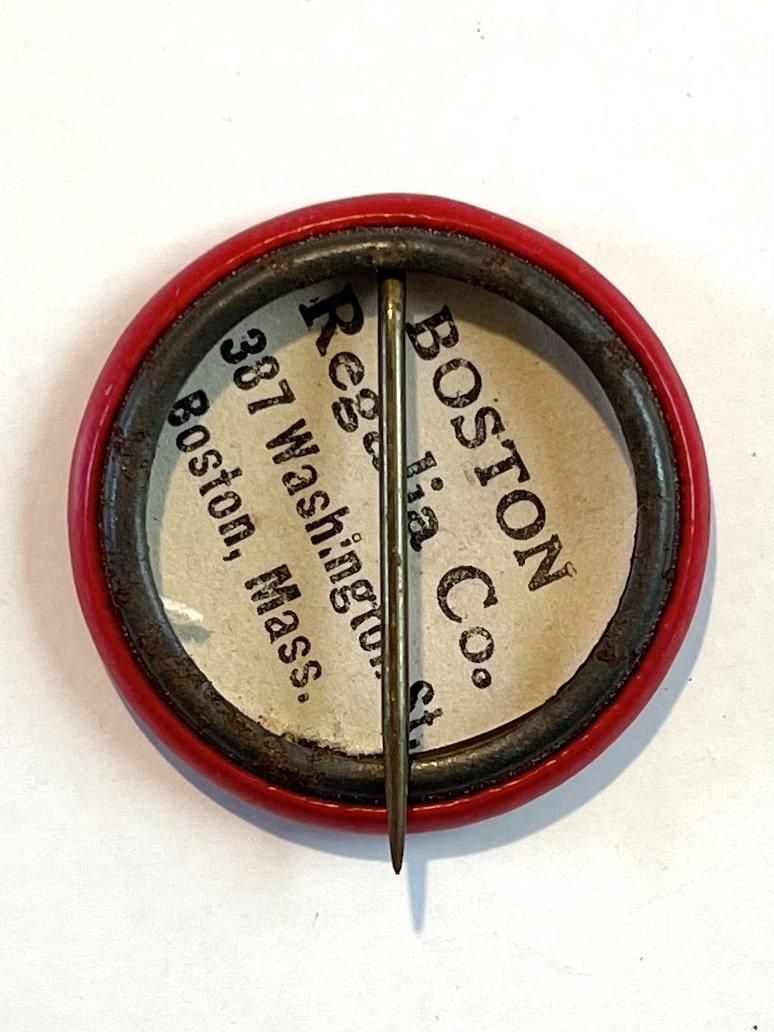 BOSTON
Regalia Co.
387 Washington st.
Boston, Mass.